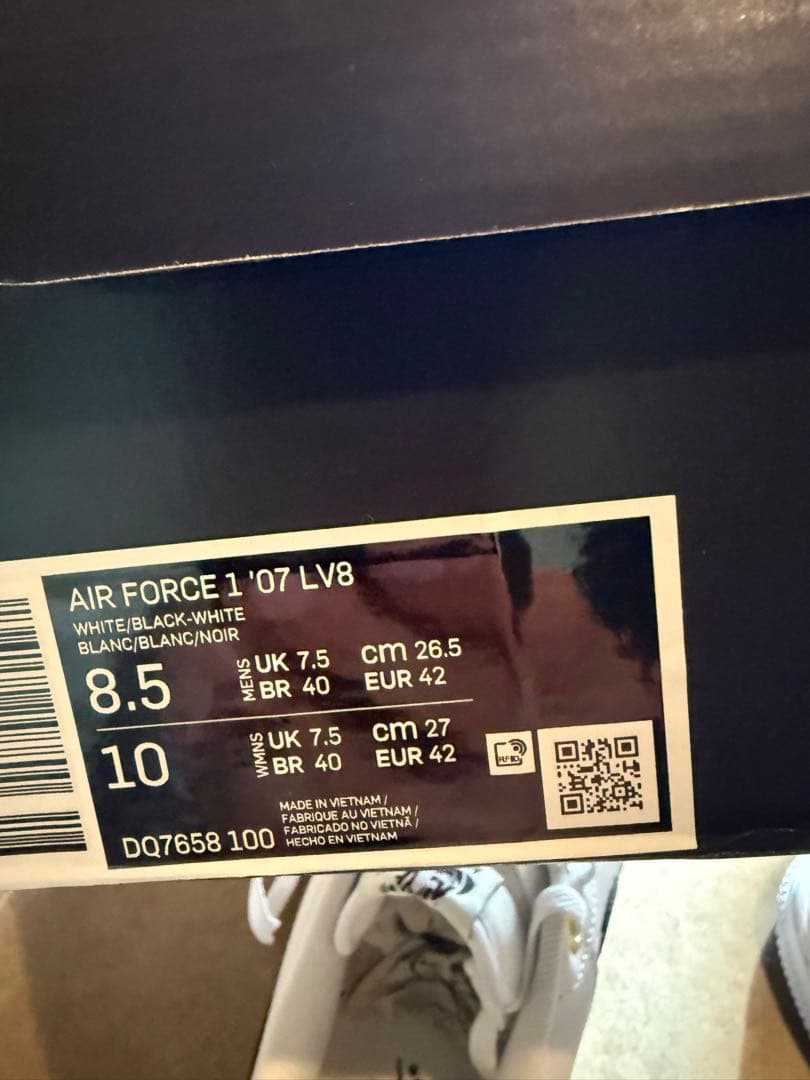 AIR FORCE 1 '07 LV8
WHITE/BLACK-WHITE
BLANC/BLANC/NOIR
8.5 MENS UK 7.5 cm 26.5
BR 40 EUR 42
10 WMNS UK 7.5 cm 27
BR 40 EUR 42
RFID
DQ7658 100
MADE IN VIETNAM /
FABRIQUE AU VIETNAM /
FABRICADO NO VIETNÃ /
HECHO EN VIETNAM